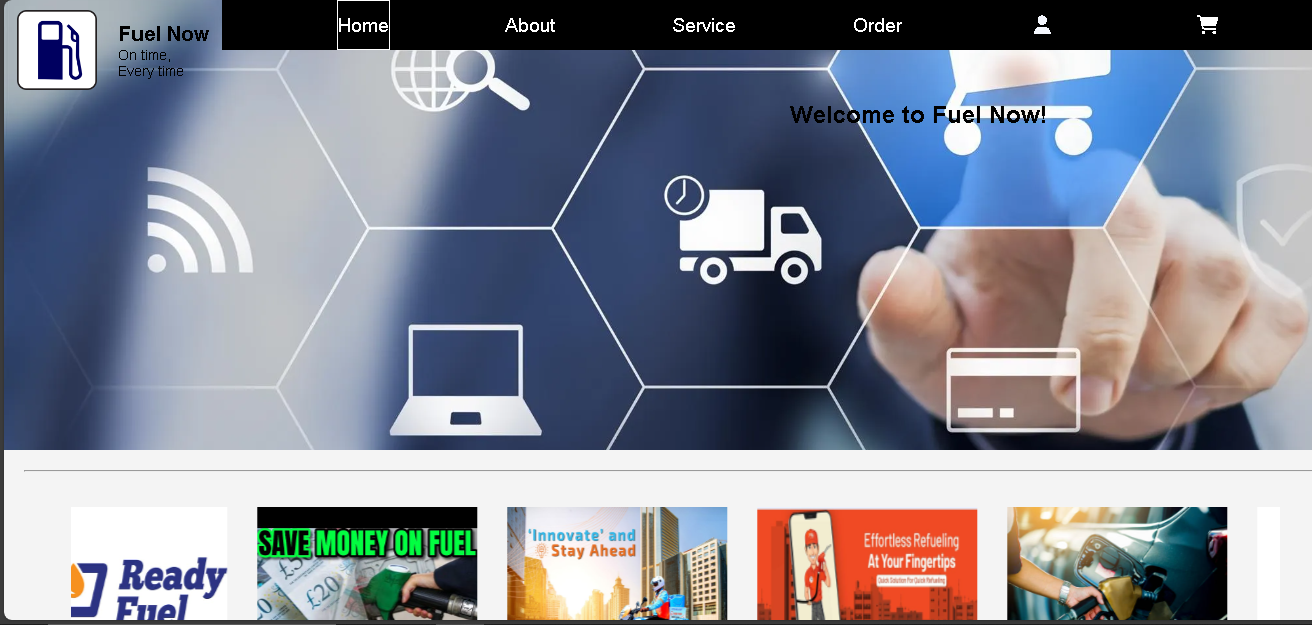 Fuel Now
On time,
Every time
Home
About
Service
Order
Welcome to Fuel Now!
Ready
Fuel
SAVE MONEY ON FUEL
£20
'Innovate' and
Stay Ahead
Effortless Refueling
At Your Fingertips
Quick Solution For Quick Refueling